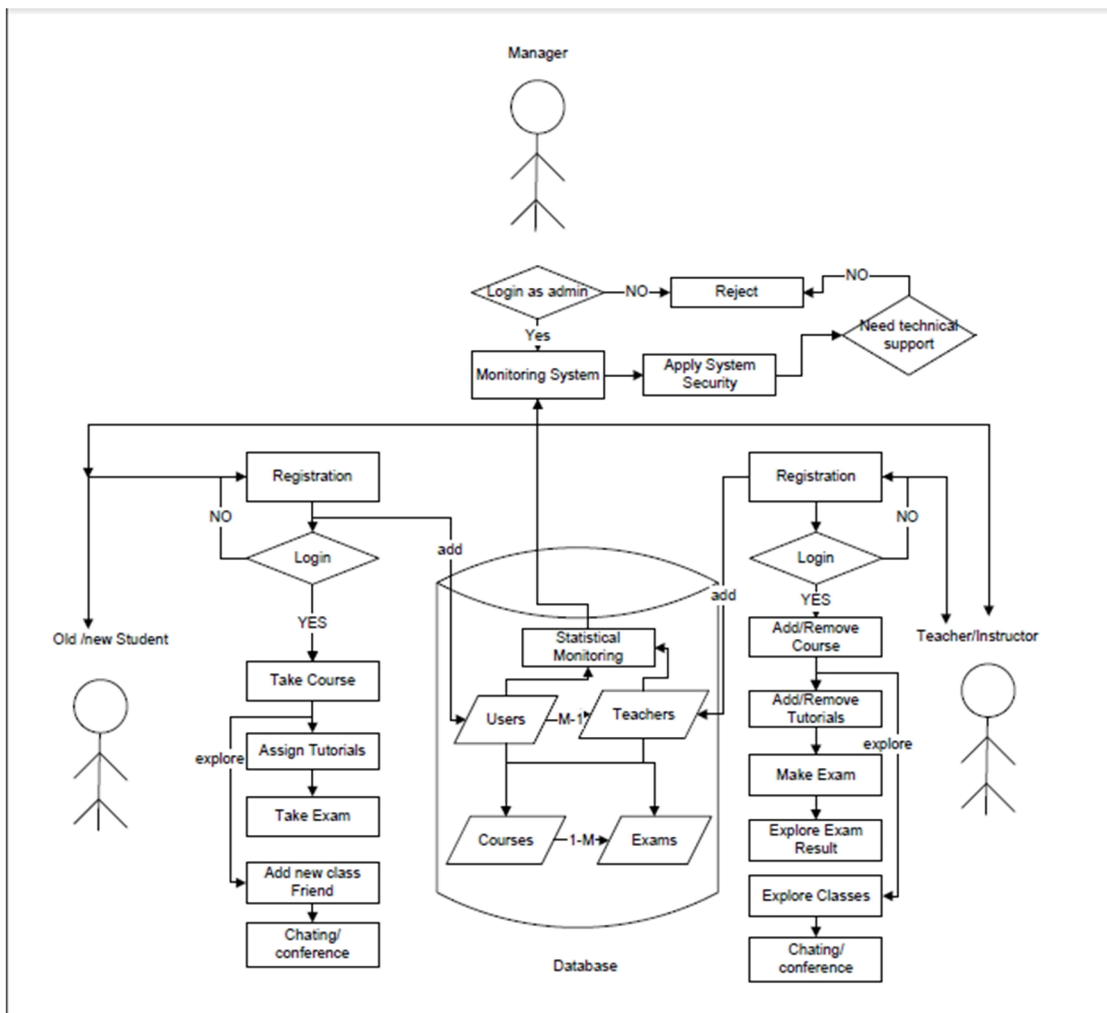 Manager
Login as admin
NO
Reject
NO
Need technical
support
Yes
Monitoring System
Apply System
Security
Registration
NO
Login
add
YES
Old /new Student
Take Course
explore
Assign Tutorials
Take Exam
Add new class
Friend
Chating/
conference
Statistical
Monitoring
Users
M-1
Teachers
Courses
1-M
Exams
Database
Registration
NO
Login
add
YES
Add/Remove
Course
Teacher/Instructor
Add/Remove
Tutorials
explore
Make Exam
Explore Exam
Result
Explore Classes
Chating/
conference